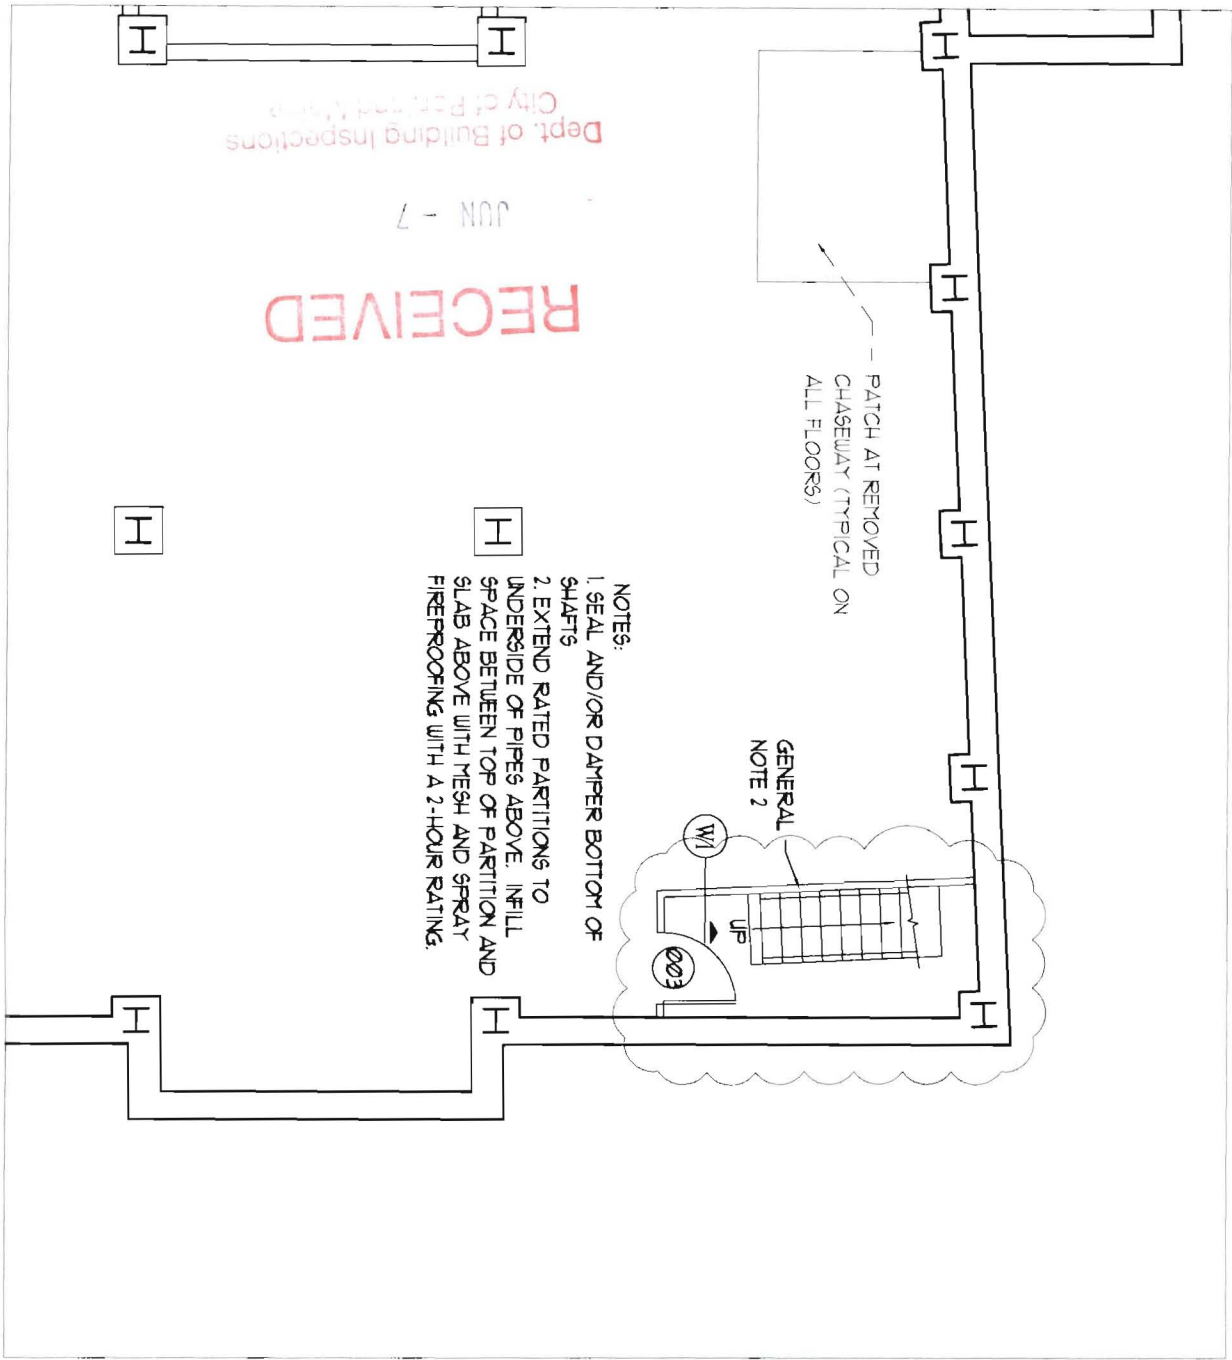 PATCH AT REMOVED
CHASEWAY (TYPICAL ON
ALL FLOORS)
GENERAL
NOTE 2
W1
UP
003
NOTES:
1. SEAL AND/OR DAMPER BOTTOM OF
SHAFTS
2. EXTEND RATED PARTITIONS TO
UNDERSIDE OF PIPES ABOVE. INFILL
SPACE BETWEEN TOP OF PARTITION AND
SLAB ABOVE WITH MESH AND SPRAY
FIREPROOFING WITH A 2-HOUR RATING.
RECEIVED
JUN - 7
Dept. of Building Inspections
City of